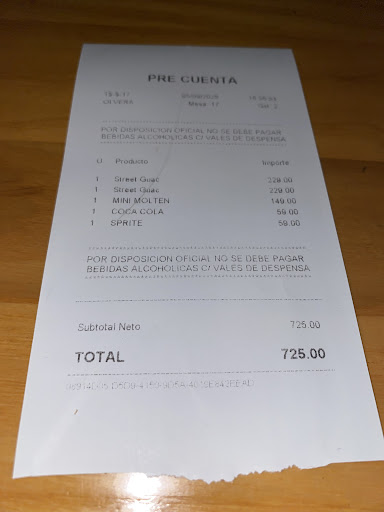 PRE CUENTA
OLVERA Mesa: 17
POR DISPOSICION OFICIAL NO SE DEBE PAGAR
BEBIDAS ALCOHOLICAS C/ VALES DE DESPENSA
Producto Importe
1 Street Guac 229.00
1 Street Guac 229.00
1 MINI MOLTEN 149.00
1 COCA COLA 59.00
1 SPRITE 59.00
POR DISPOSICION OFICIAL NO SE DEBE PAGAR
BEBIDAS ALCOHOLICAS C/ VALES DE DESPENSA
Subtotal Neto 725.00
TOTAL 725.00